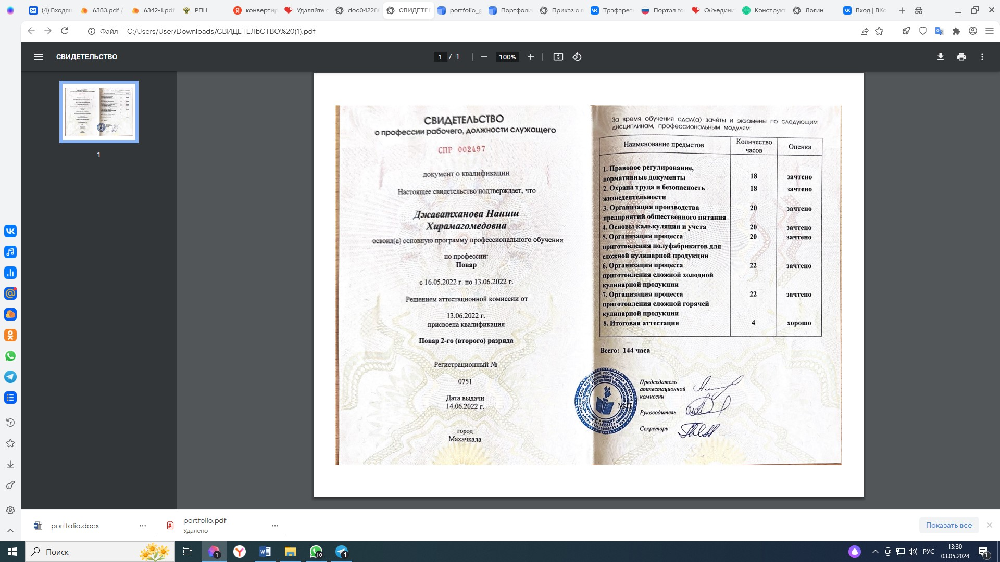 (4) Входящ
6383.pdf /
6342-1.pdf
РПН
конвертир
Удаляйте с
doc04228
СВИДЕТЕЛ
portfolio_g
Портфоли
Приказ о п
Трафарет
Портал го
Объедини
Конструкт
Логин
Вход | ВКо
Файл
C:/Users/User/Downloads/СВИДЕТЕЛЬСТВО%20(1).pdf
СВИДЕТЕЛЬСТВО
1 / 1
100%
1
СВИДЕТЕЛЬСТВО
о профессии рабочего, должности служащего
СПР 002497
документ о квалификации
Настоящее свидетельство подтверждает, что
Джаватханова Наниш
Хирамагомедовна
освоил(а) основную программу профессионального обучения
по профессии:
Повар
с 16.05.2022 г. по 13.06.2022 г.
Решением аттестационной комиссии от
13.06.2022 г.
присвоена квалификация
Повар 2-го (второго) разряда
Регистрационный №
0751
Дата выдачи
14.06.2022 г.
город
Махачкала
За время обучения сдал(а) зачёты и экзамены по следующим
дисциплинам, профессиональным модулям:
Наименование предметов
Количество
часов
Оценка
1. Правовое регулирование,
нормативные документы 18 зачтено
2. Охрана труда и безопасность 18 зачтено
жизнедеятельности
3. Организация производства 20 зачтено
предприятий общественного питания
4. Основы калькуляции и учета 20 зачтено
5. Организация процесса 20 зачтено
приготовления полуфабрикатов для
сложной кулинарной продукции
6. Организация процесса 22 зачтено
приготовления сложной холодной
кулинарной продукции
7. Организация процесса 22 зачтено
приготовления сложной горячей
кулинарной продукции
8. Итоговая аттестация 4 хорошо
Всего: 144 часа
РОССИЙСКАЯ ФЕДЕРАЦИЯ РЕСПУБЛИКА ДАГЕСТАН
М.П.
Председатель
аттестационной
комиссии
Руководитель
Секретарь
portfolio.docx
portfolio.pdf
Удалено
Показать все
Поиск
1
10
1
РУС
13:30
03.05.2024
1